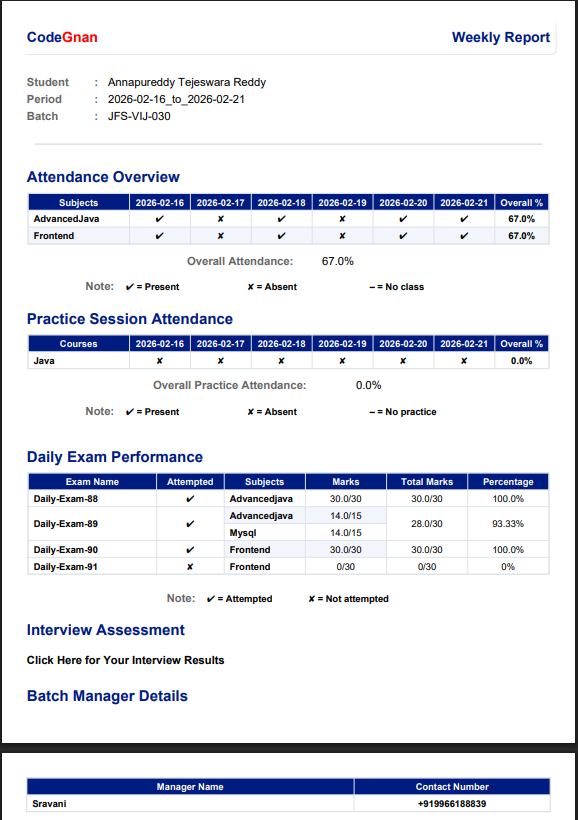 CodeGnan Weekly Report
Student : Annapureddy Tejeswara Reddy
Period : 2026-02-16_to_2026-02-21
Batch : JFS-VIJ-030
Attendance Overview
Subjects 2026-02-16 2026-02-17 2026-02-18 2026-02-19 2026-02-20 2026-02-21 Overall %
AdvancedJava ✔ ✘ ✔ ✘ ✔ ✔ 67.0%
Frontend ✔ ✘ ✔ ✘ ✔ ✔ 67.0%
Overall Attendance: 67.0%
Note: ✔ = Present ✘ = Absent – = No class
Practice Session Attendance
Courses 2026-02-16 2026-02-17 2026-02-18 2026-02-19 2026-02-20 2026-02-21 Overall %
Java ✘ ✘ ✘ ✘ ✘ ✘ 0.0%
Overall Practice Attendance: 0.0%
Note: ✔ = Present ✘ = Absent – = No practice
Daily Exam Performance
Exam Name Attempted Subjects Marks Total Marks Percentage
Daily-Exam-88 ✔ Advancedjava 30.0/30 30.0/30 100.0%
Daily-Exam-89 ✔ Advancedjava 14.0/15 28.0/30 93.33%
Mysql 14.0/15
Daily-Exam-90 ✔ Frontend 30.0/30 30.0/30 100.0%
Daily-Exam-91 ✘ Frontend 0/30 0/30 0%
Note: ✔ = Attempted ✘ = Not attempted
Interview Assessment
Click Here for Your Interview Results
Batch Manager Details
Manager Name Contact Number
Sravani +919966188839